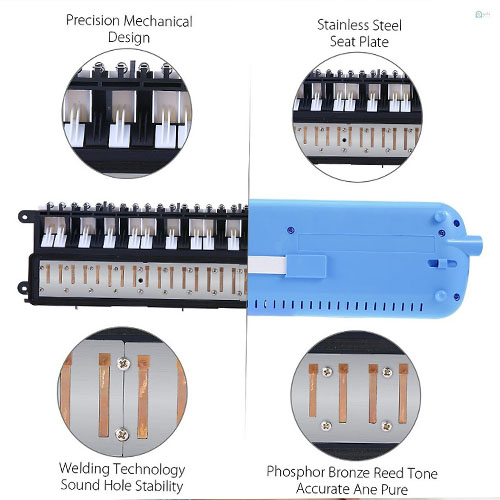 Precision Mechanical
Design
Stainless Steel
Seat Plate
Welding Technology
Sound Hole Stability
Phosphor Bronze Reed Tone
Accurate Ane Pure